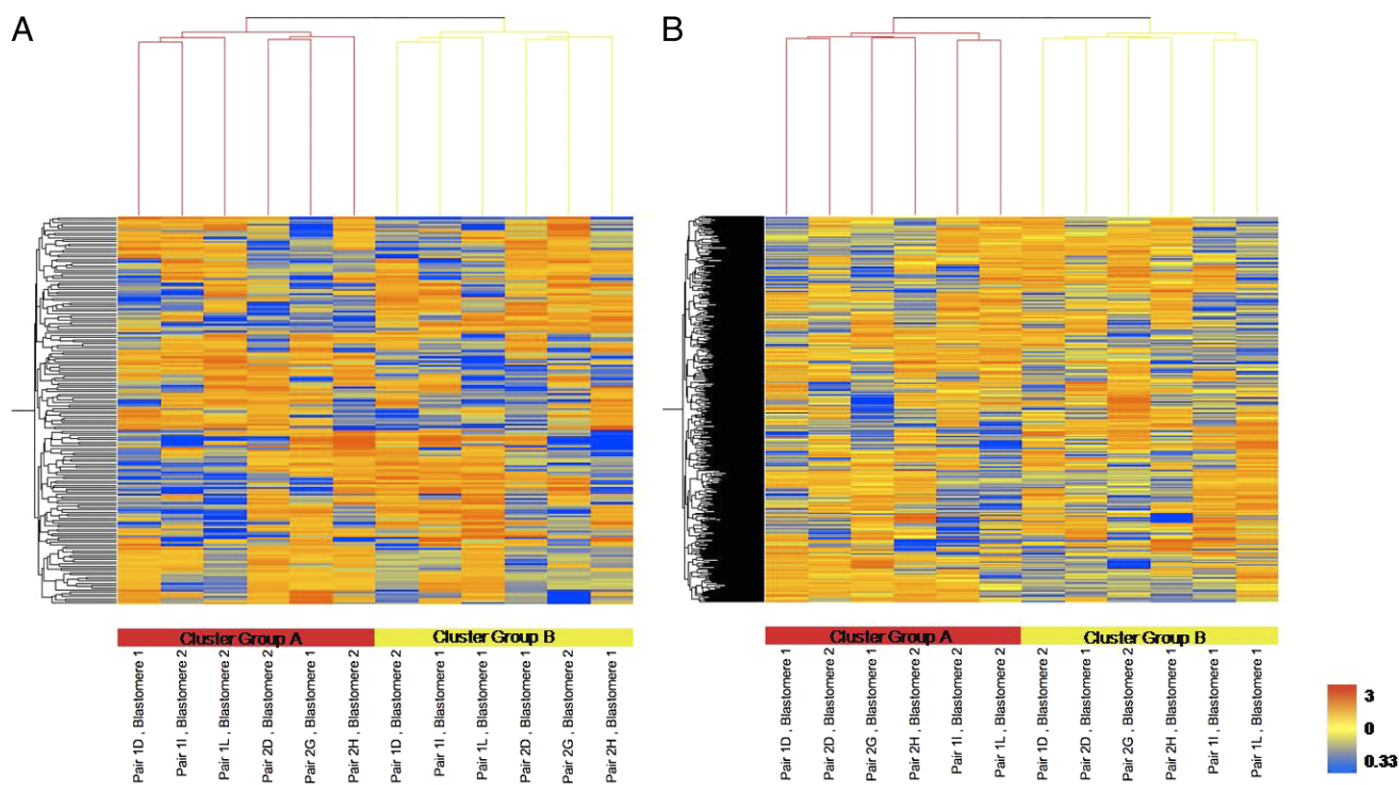 A
B
Cluster Group A
Cluster Group B
Cluster Group A
Cluster Group B
Pair 1D , Blastomere 1
Pair 1I , Blastomere 2
Pair 1L , Blastomere 2
Pair 2D , Blastomere 2
Pair 2G , Blastomere 1
Pair 2H , Blastomere 2
Pair 1D , Blastomere 2
Pair 1I , Blastomere 1
Pair 1L , Blastomere 1
Pair 2D , Blastomere 1
Pair 2G , Blastomere 2
Pair 2H , Blastomere 1
Pair 1D , Blastomere 1
Pair 2D , Blastomere 2
Pair 2G , Blastomere 1
Pair 2H , Blastomere 2
Pair 1I , Blastomere 2
Pair 1L , Blastomere 2
Pair 1D , Blastomere 2
Pair 2D , Blastomere 1
Pair 2G , Blastomere 2
Pair 2H , Blastomere 1
Pair 1I , Blastomere 1
Pair 1L , Blastomere 1
3
0
0.33